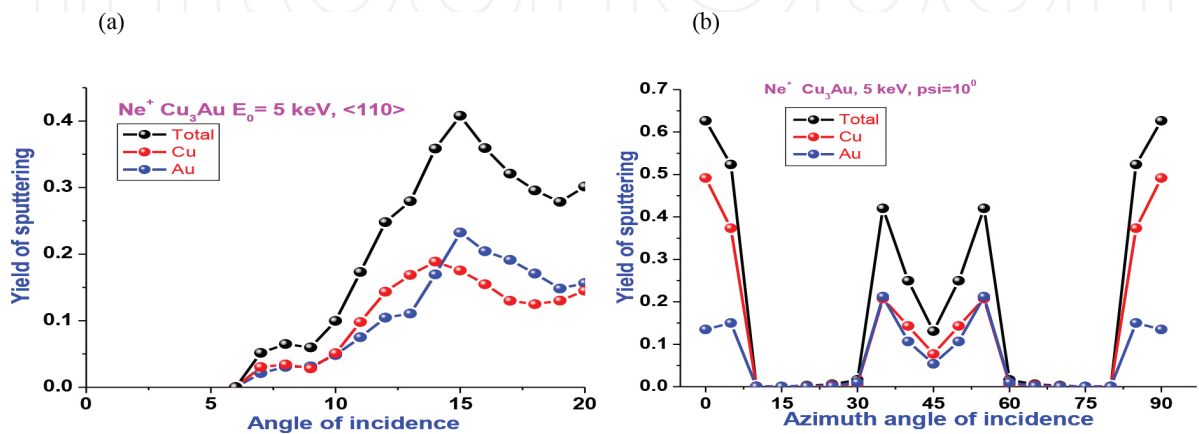 (a)
(b)
Ne⁺ Cu₃Au E₀= 5 keV, <110>
Total
Cu
Au
Yield of sputtering
0.4
0.3
0.2
0.1
0.0
0 5 10 15 20
Angle of incidence
Ne⁺ Cu₃Au, 5 keV, psi=10⁰
Total
Cu
Au
Yield of sputtering
0.7
0.6
0.5
0.4
0.3
0.2
0.1
0.0
0 15 30 45 60 75 90
Azimuth angle of incidence